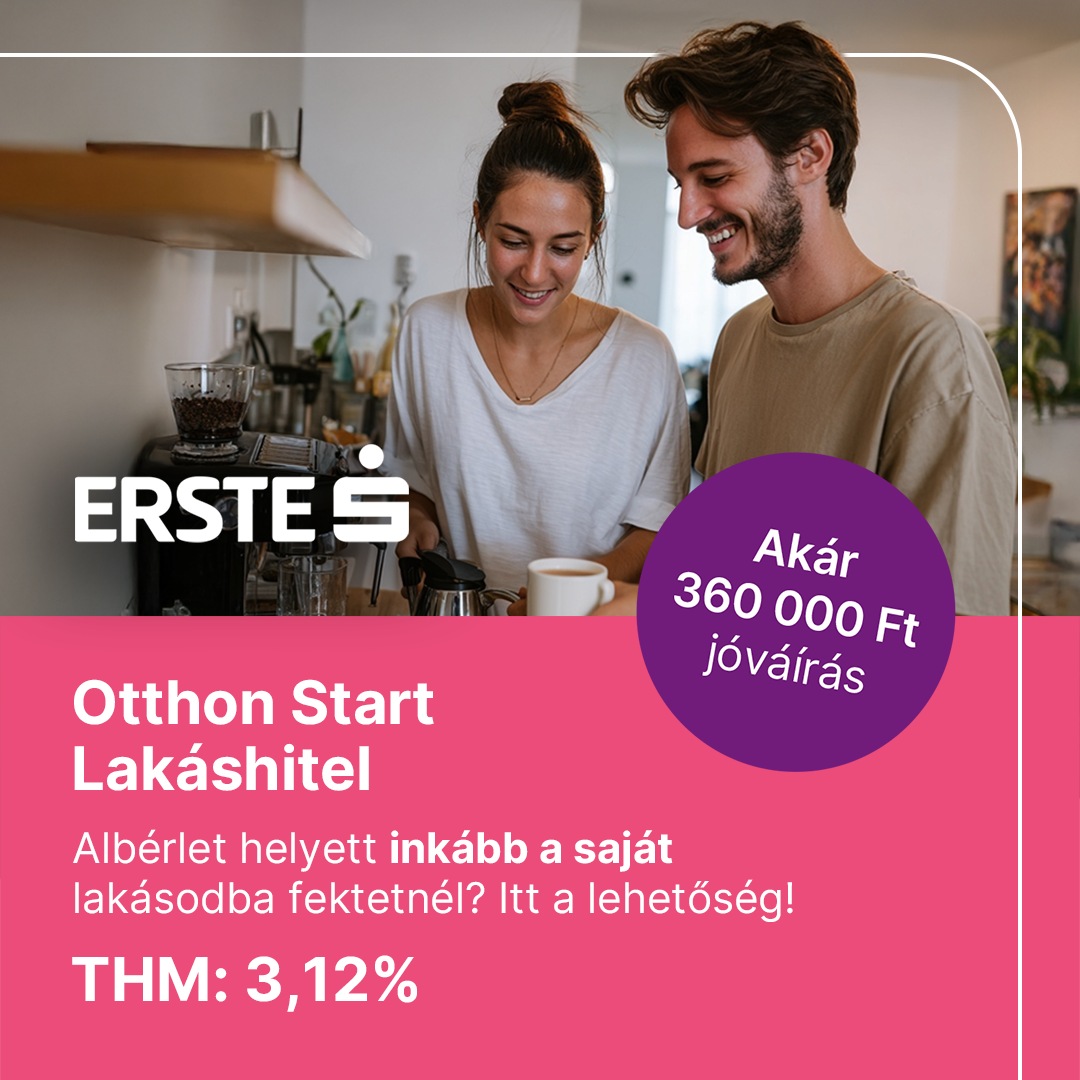 ERSTE
Akár
360 000 Ft
jóváírás
Otthon Start
Lakáshitel
Albérlet helyett inkább a saját
lakásodba fektetnél? Itt a lehetőség!
THM: 3,12%